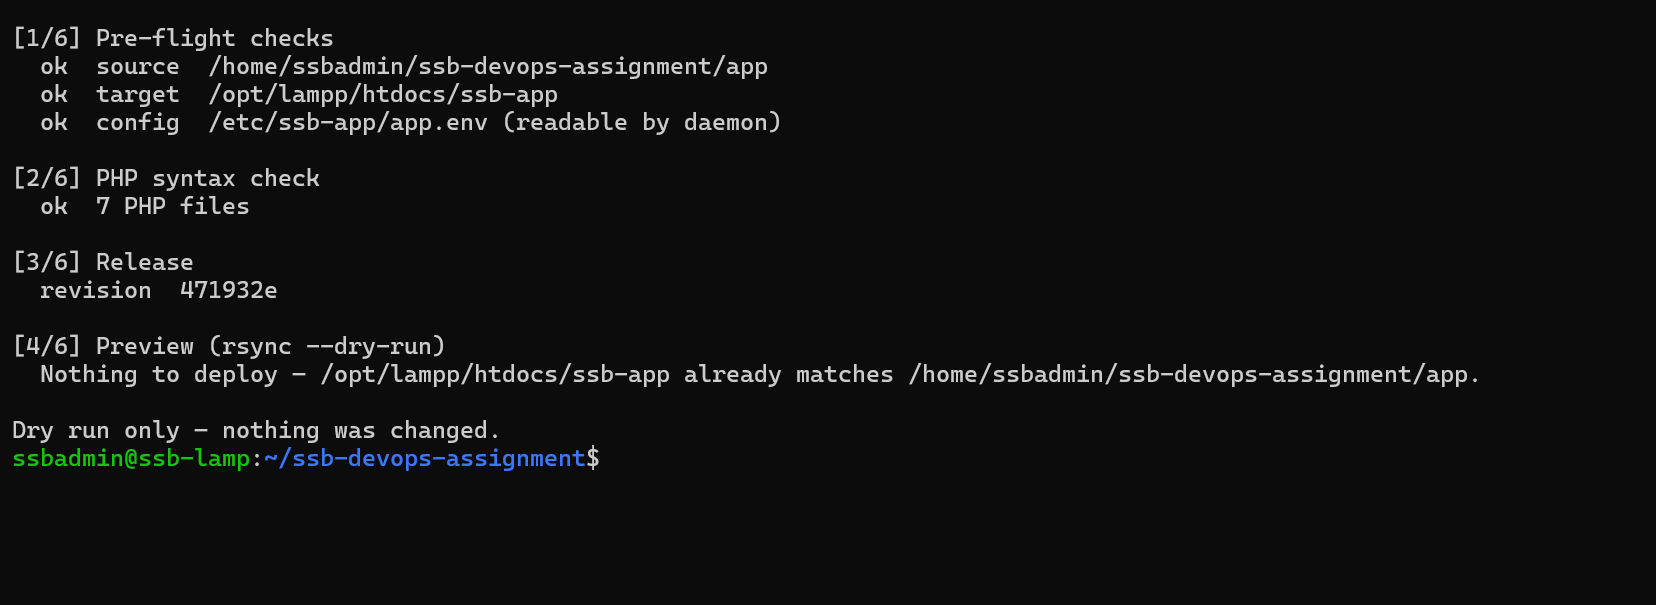 [1/6] Pre-flight checks
  ok  source  /home/ssbadmin/ssb-devops-assignment/app
  ok  target  /opt/lampp/htdocs/ssb-app
  ok  config  /etc/ssb-app/app.env (readable by daemon)

[2/6] PHP syntax check
  ok  7 PHP files

[3/6] Release
  revision  471932e

[4/6] Preview (rsync --dry-run)
  Nothing to deploy - /opt/lampp/htdocs/ssb-app already matches /home/ssbadmin/ssb-devops-assignment/app.

Dry run only - nothing was changed.
ssbadmin@ssb-lamp:~/ssb-devops-assignment$